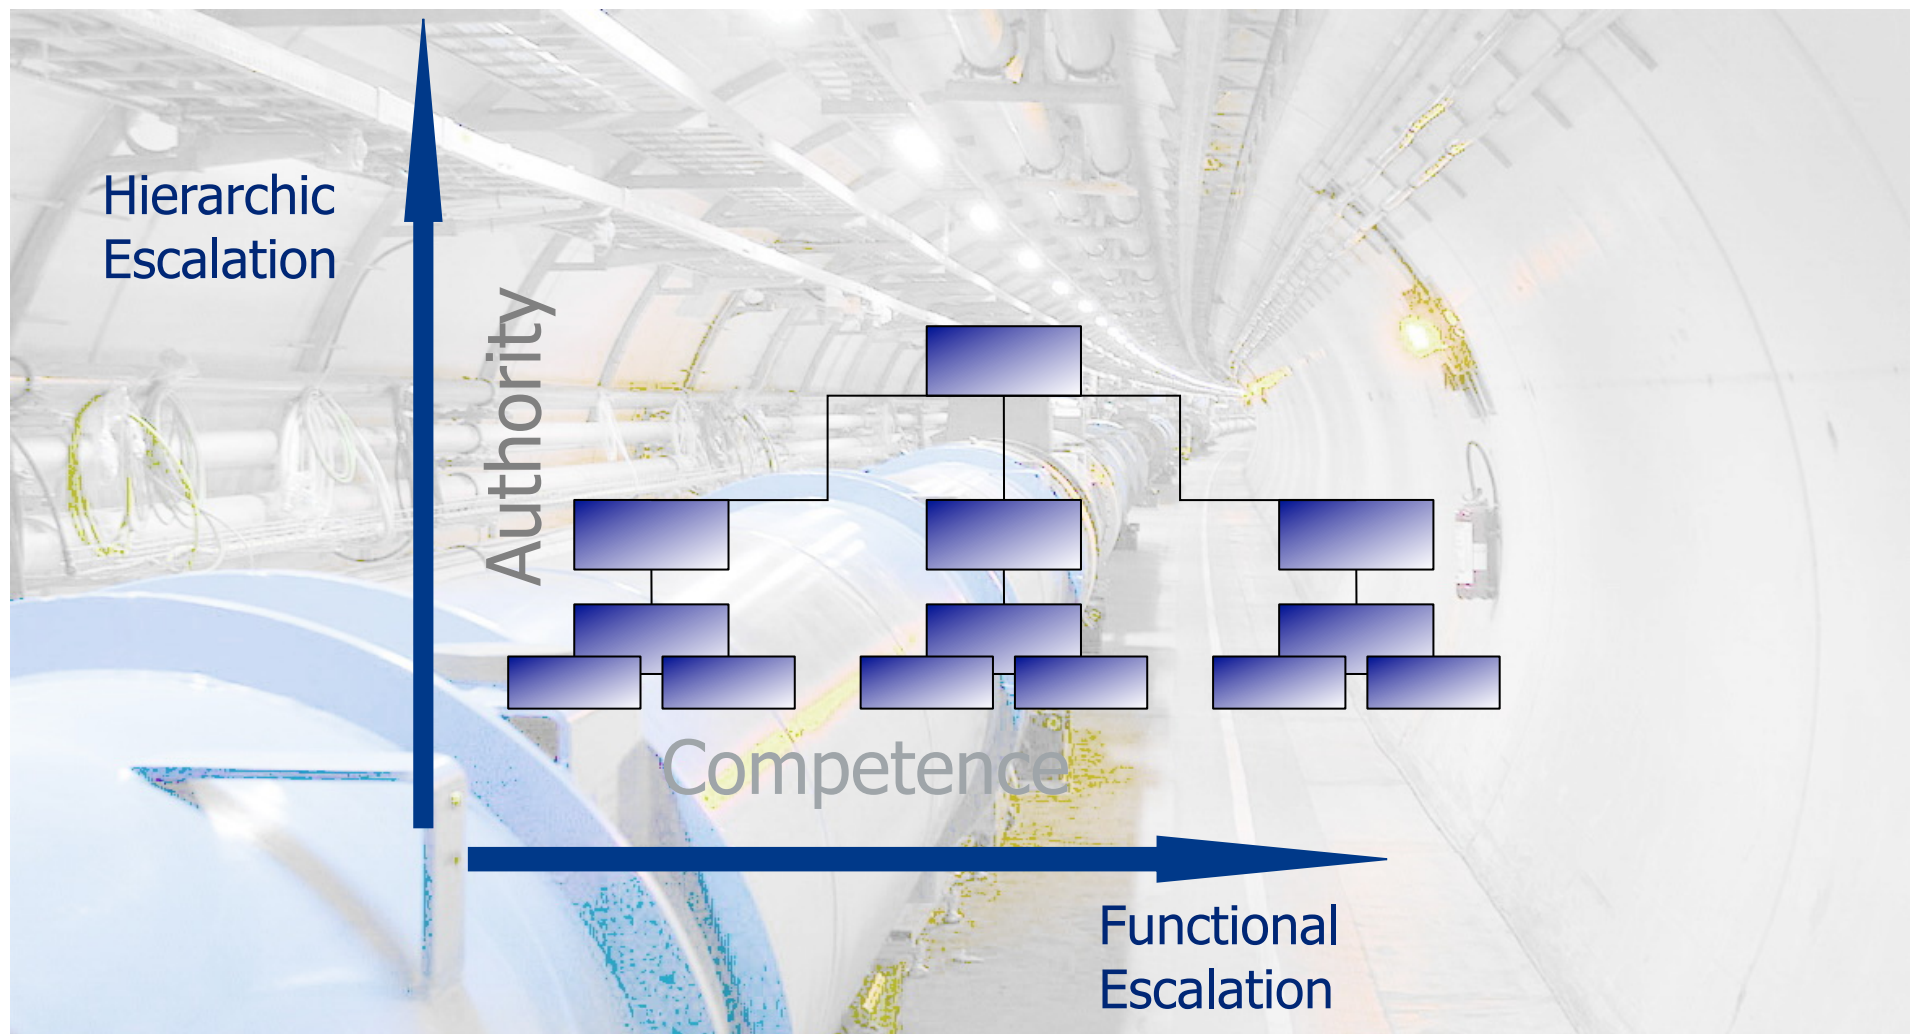 Hierarchic
Escalation
Authority
Competence
Functional
Escalation